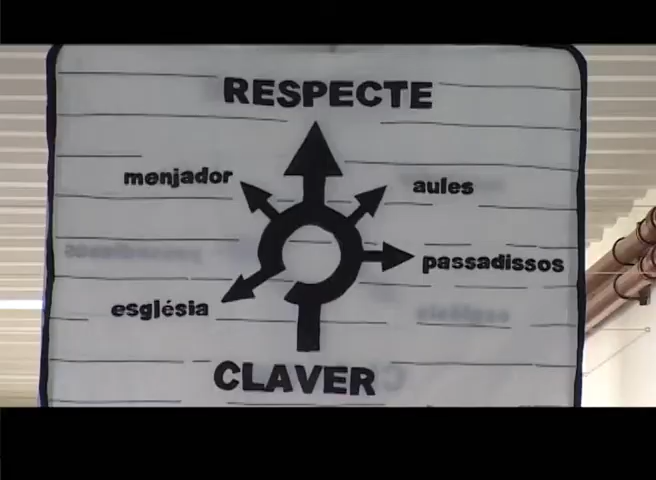 RESPECTE
menjador
aules
passadissos
església
CLAVER